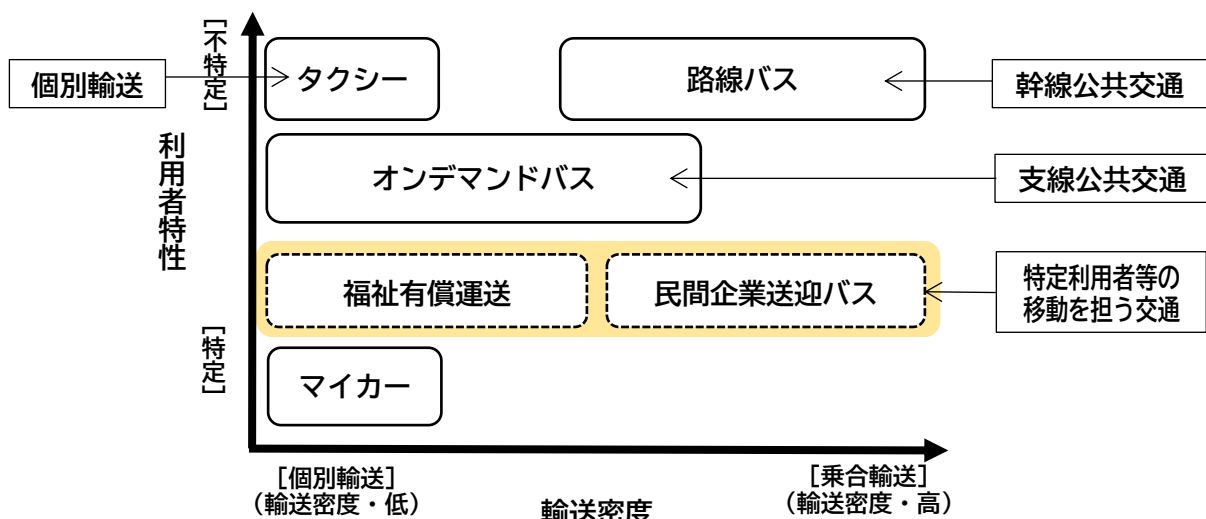 [不特定]
タクシー
路線バス
個別輸送
幹線公共交通
利用者特性
オンデマンドバス
支線公共交通
福祉有償運送
民間企業送迎バス
特定利用者等の
移動を担う交通
[特定]
マイカー
[個別輸送]
(輸送密度・低)
輸送密度
[乗合輸送]
(輸送密度・高)